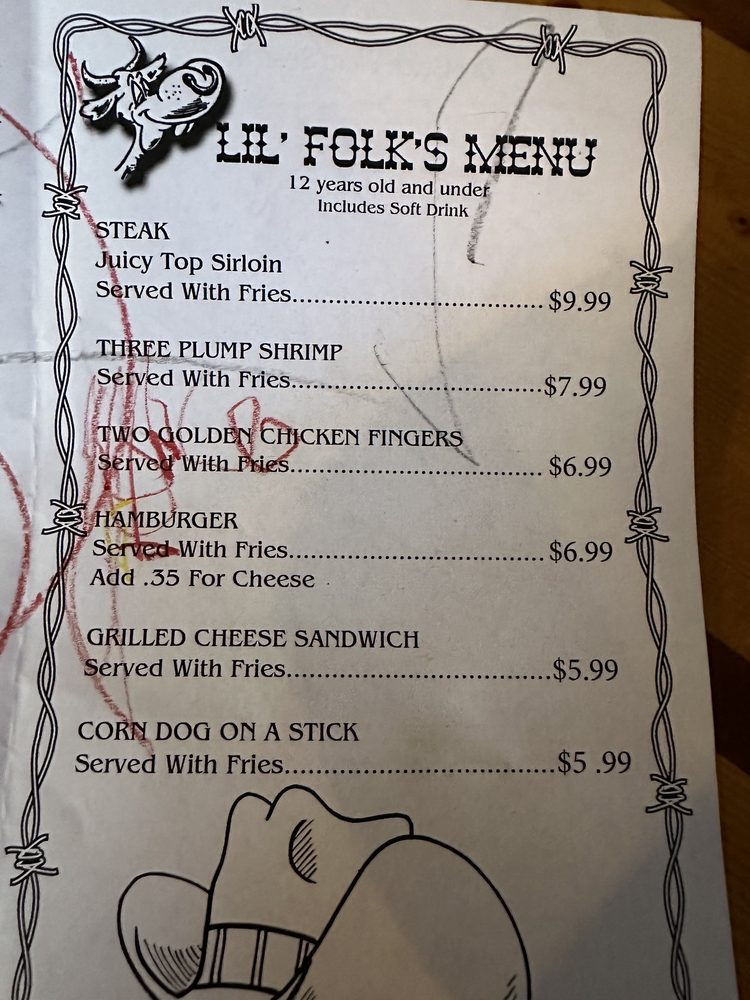 LIL' FOLK'S MENU
12 years old and under
Includes Soft Drink
STEAK
Juicy Top Sirloin
Served With Fries........................................$9.99
THREE PLUMP SHRIMP
Served With Fries........................................$7.99
TWO GOLDEN CHICKEN FINGERS
Served With Fries........................................$6.99
HAMBURGER
Served With Fries........................................$6.99
Add .35 For Cheese
GRILLED CHEESE SANDWICH
Served With Fries..........................................$5.99
CORN DOG ON A STICK
Served With Fries...........................................$5 .99